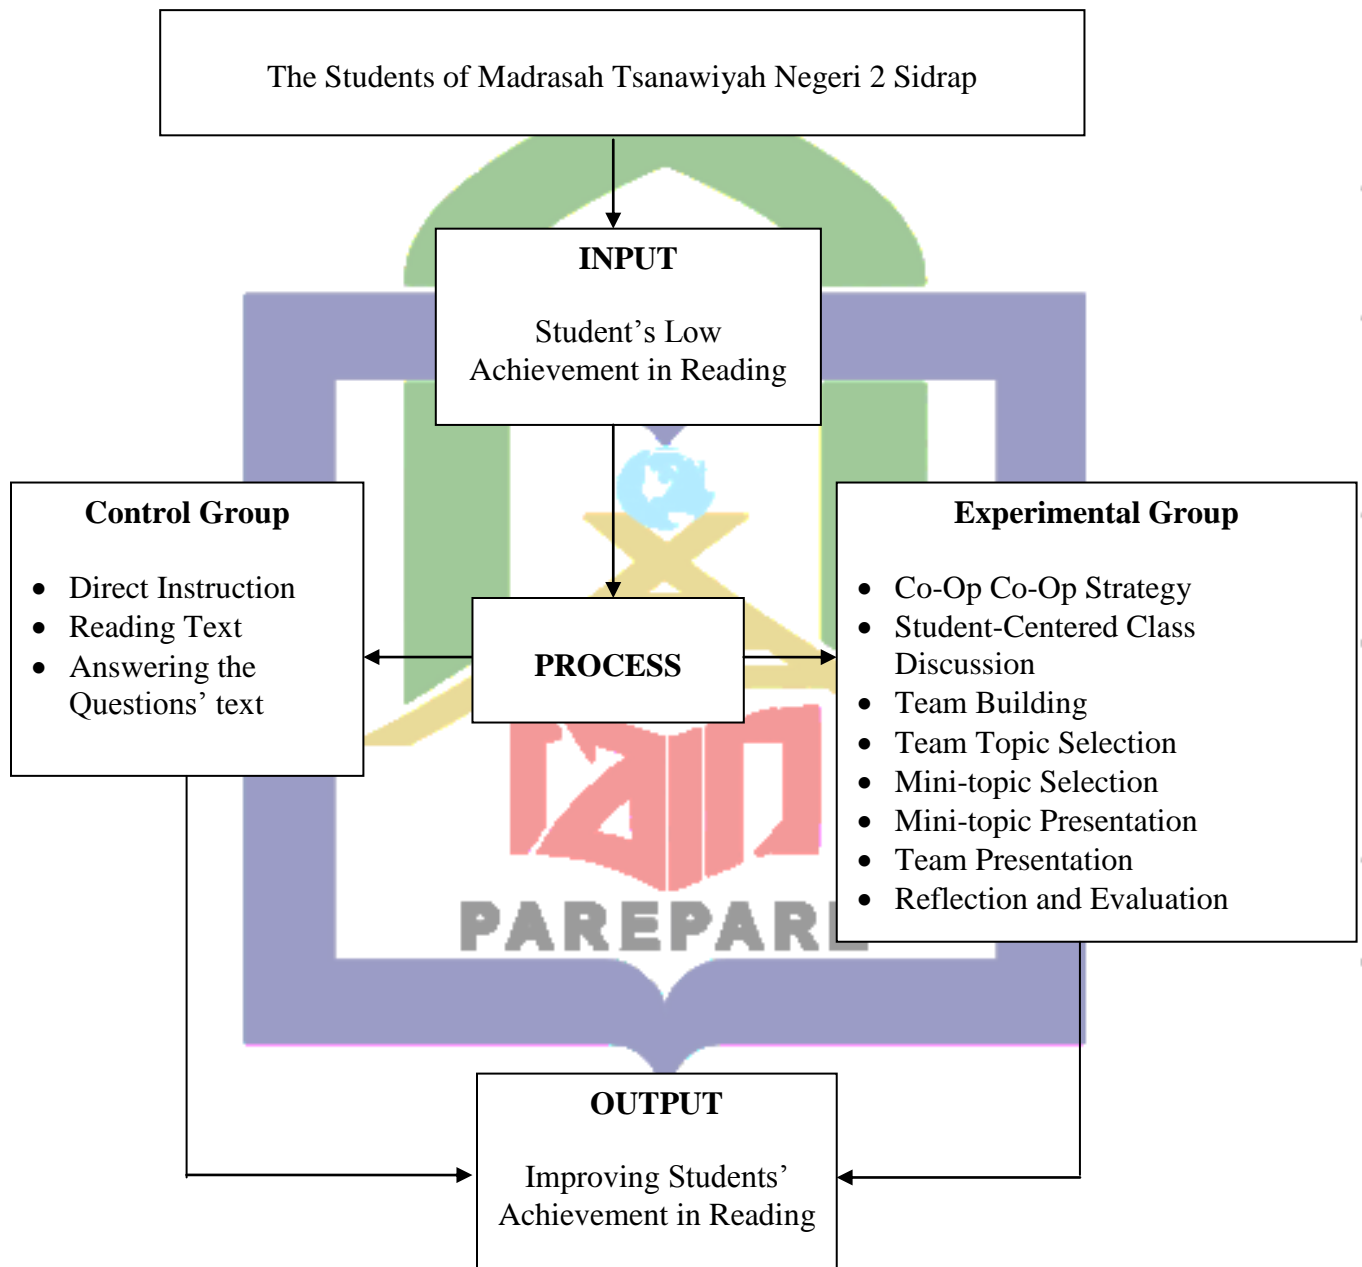 The Students of Madrasah Tsanawiyah Negeri 2 Sidrap
INPUT
Student’s Low
Achievement in Reading
Control Group
• Direct Instruction
• Reading Text
• Answering the
Questions’ text
PROCESS
Experimental Group
• Co-Op Co-Op Strategy
• Student-Centered Class
Discussion
• Team Building
• Team Topic Selection
• Mini-topic Selection
• Mini-topic Presentation
• Team Presentation
• Reflection and Evaluation
iain
PAREPARE
OUTPUT
Improving Students’
Achievement in Reading